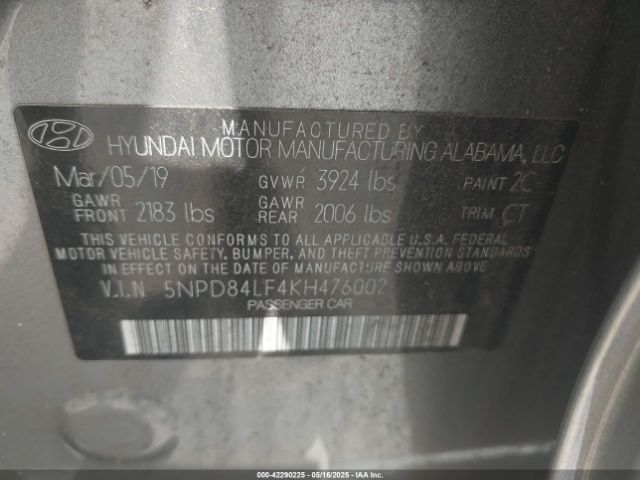 MANUFACTURED BY
HYUNDAI MOTOR MANUFACTURING ALABAMA, LLC
Mar/05/19 GVWR 3924 lbs PAINT 2C
GAWR FRONT 2183 lbs GAWR REAR 2006 lbs TRIM CT
THIS VEHICLE CONFORMS TO ALL APPLICABLE U.S.A. FEDERAL
MOTOR VEHICLE SAFETY, BUMPER, AND THEFT PREVENTION STANDARDS
IN EFFECT ON THE DATE OF MANUFACTURE SHOWN ABOVE.
V.I.N 5NPD84LF4KH476002
PASSENGER CAR
000-42290225 - 05/16/2025 - IAAI.COM